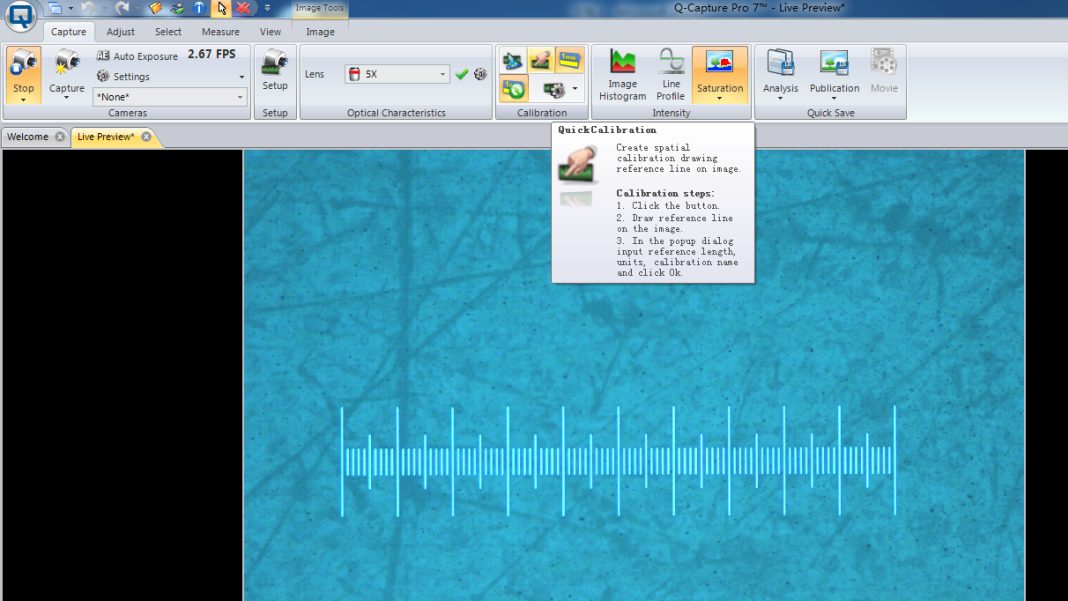 Image Tools
Q-Capture Pro 7™ - Live Preview*
Capture
Adjust
Select
Measure
View
Image
Stop
Capture
Auto Exposure
2.67 FPS
Settings
*None*
Cameras
Setup
Setup
Lens
5X
Optical Characteristics
Calibration
Image
Histogram
Line
Profile
Saturation
Intensity
Analysis
Publication
Movie
Quick Save
Welcome
Live Preview*
QuickCalibration
Create spatial
calibration drawing
reference line on image.
Calibration steps:
1. Click the button.
2. Draw reference line
on the image.
3. In the popup dialog
input reference length,
units, calibration name
and click Ok.